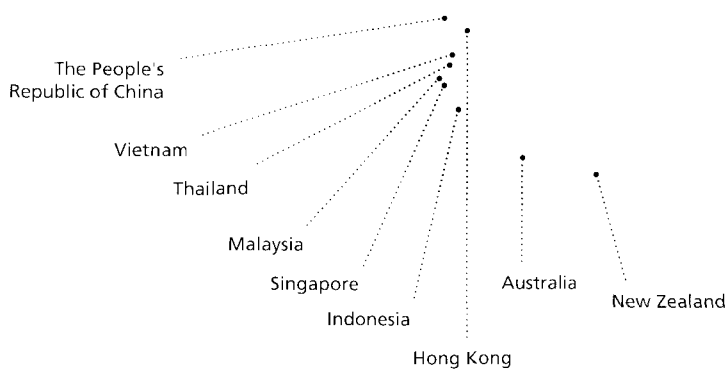 The People's
Republic of China
Vietnam
Thailand
Malaysia
Singapore
Indonesia
Hong Kong
Australia
New Zealand